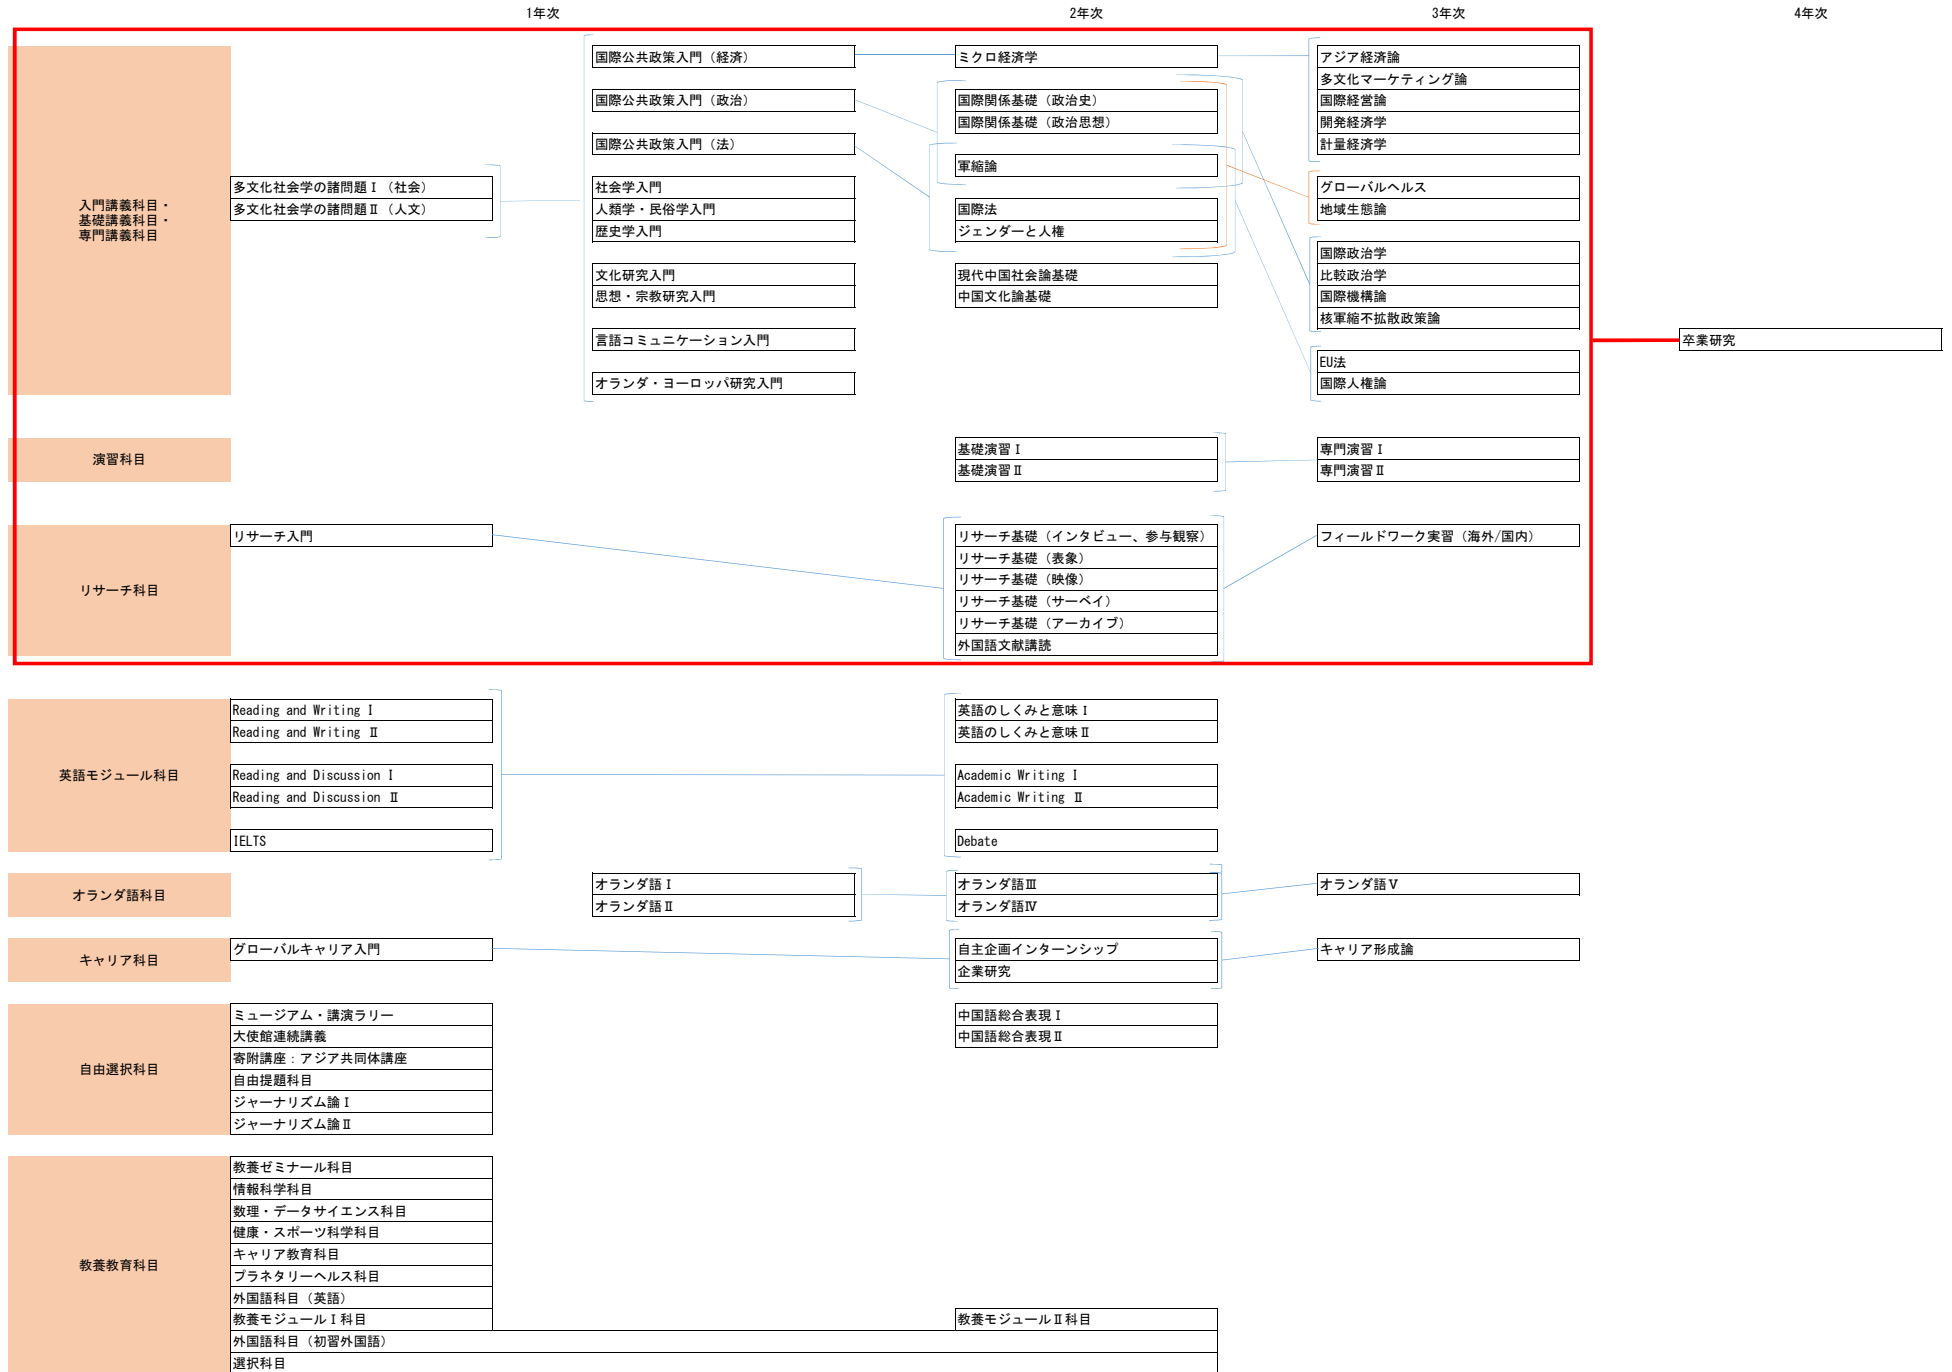 1年次
2年次
3年次
4年次
入門講義科目・
基礎講義科目・
専門講義科目
多文化社会学の諸問題Ⅰ（社会）
多文化社会学の諸問題Ⅱ（人文）
国際公共政策入門（経済）
国際公共政策入門（政治）
国際公共政策入門（法）
社会学入門
人類学・民俗学入門
歴史学入門
文化研究入門
思想・宗教研究入門
言語コミュニケーション入門
オランダ・ヨーロッパ研究入門
ミクロ経済学
国際関係基礎（政治史）
国際関係基礎（政治思想）
軍縮論
国際法
ジェンダーと人権
現代中国社会論基礎
中国文化論基礎
アジア経済論
多文化マーケティング論
国際経営論
開発経済学
計量経済学
グローバルヘルス
地域生態論
国際政治学
比較政治学
国際機構論
核軍縮不拡散政策論
EU法
国際人権論
卒業研究
演習科目
基礎演習Ⅰ
基礎演習Ⅱ
専門演習Ⅰ
専門演習Ⅱ
リサーチ科目
リサーチ入門
リサーチ基礎（インタビュー、参与観察）
リサーチ基礎（表象）
リサーチ基礎（映像）
リサーチ基礎（サーベイ）
リサーチ基礎（アーカイブ）
外国語文献講読
フィールドワーク実習（海外/国内）
英語モジュール科目
Reading and Writing Ⅰ
Reading and Writing Ⅱ
Reading and Discussion Ⅰ
Reading and Discussion Ⅱ
IELTS
英語のしくみと意味Ⅰ
英語のしくみと意味Ⅱ
Academic Writing Ⅰ
Academic Writing Ⅱ
Debate
オランダ語科目
オランダ語Ⅰ
オランダ語Ⅱ
オランダ語Ⅲ
オランダ語Ⅳ
オランダ語Ⅴ
キャリア科目
グローバルキャリア入門
自主企画インターンシップ
企業研究
キャリア形成論
自由選択科目
ミュージアム・講演ラリー
大使館連続講義
寄附講座：アジア共同体講座
自由提題科目
ジャーナリズム論Ⅰ
ジャーナリズム論Ⅱ
中国語総合表現Ⅰ
中国語総合表現Ⅱ
教養教育科目
教養ゼミナール科目
情報科学科目
数理・データサイエンス科目
健康・スポーツ科学科目
キャリア教育科目
プラネタリーヘルス科目
外国語科目（英語）
教養モジュールⅠ科目
教養モジュールⅡ科目
外国語科目（初習外国語）
選択科目